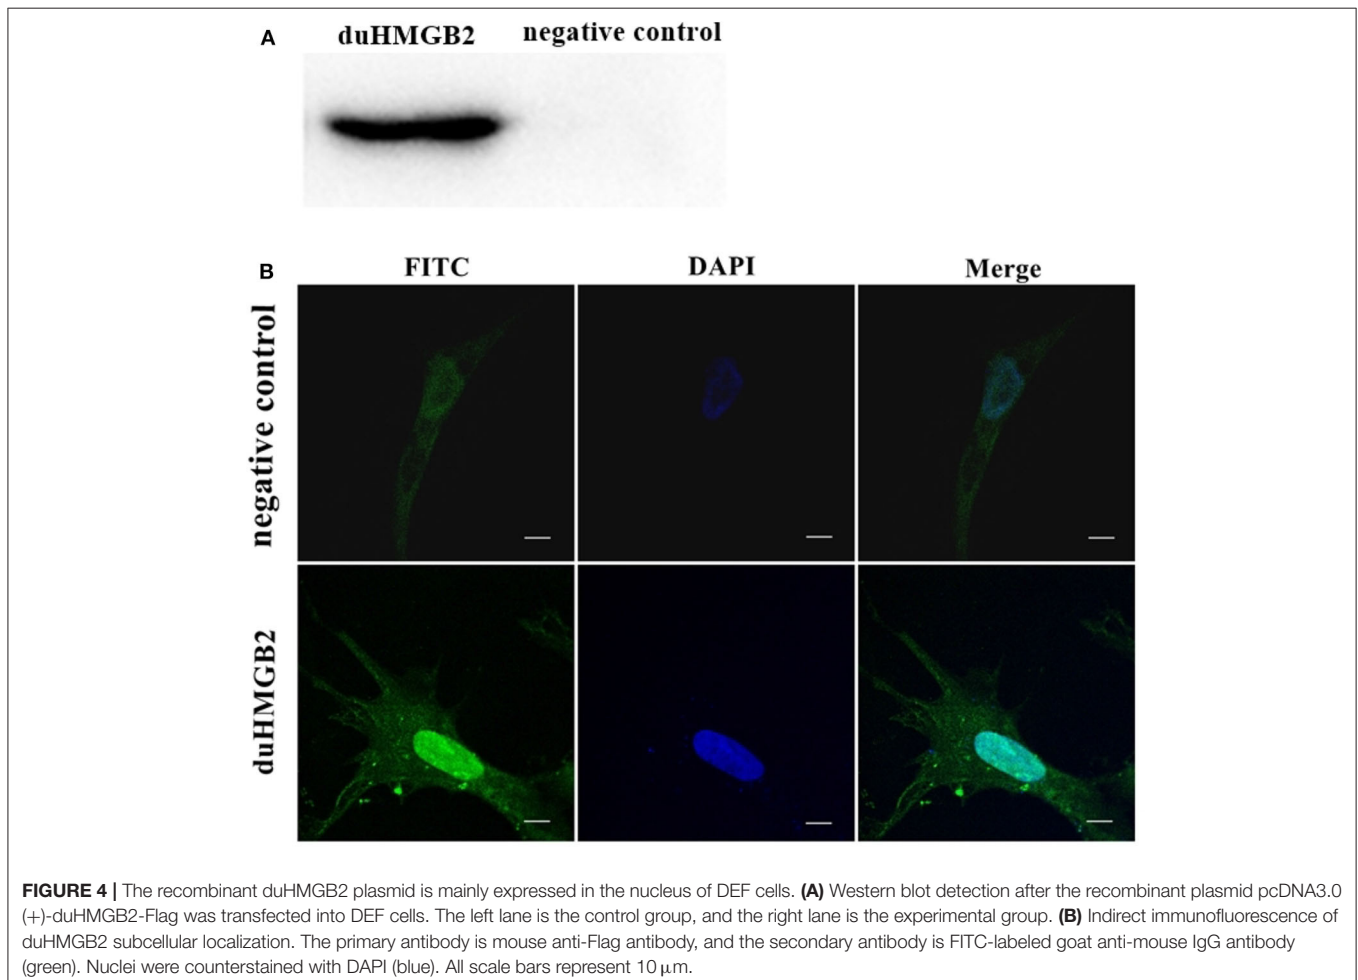 A
duHMGB2 negative control
B
FITC DAPI Merge
negative control
duHMGB2
FIGURE 4 | The recombinant duHMGB2 plasmid is mainly expressed in the nucleus of DEF cells. (A) Western blot detection after the recombinant plasmid pcDNA3.0
(+)-duHMGB2-Flag was transfected into DEF cells. The left lane is the control group, and the right lane is the experimental group. (B) Indirect immunofluorescence of
duHMGB2 subcellular localization. The primary antibody is mouse anti-Flag antibody, and the secondary antibody is FITC-labeled goat anti-mouse IgG antibody
(green). Nuclei were counterstained with DAPI (blue). All scale bars represent 10 μm.